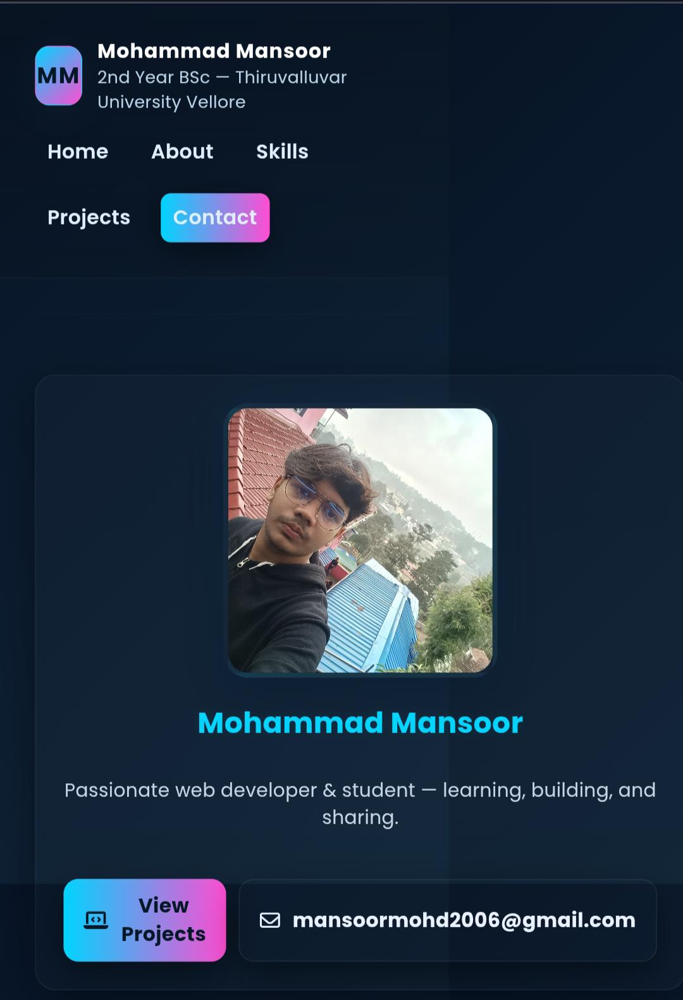 MM
Mohammad Mansoor
2nd Year BSc — Thiruvalluvar
University Vellore
Home About Skills
Projects Contact
Mohammad Mansoor
Passionate web developer & student — learning, building, and
sharing.
View
Projects
mansoormohd2006@gmail.com